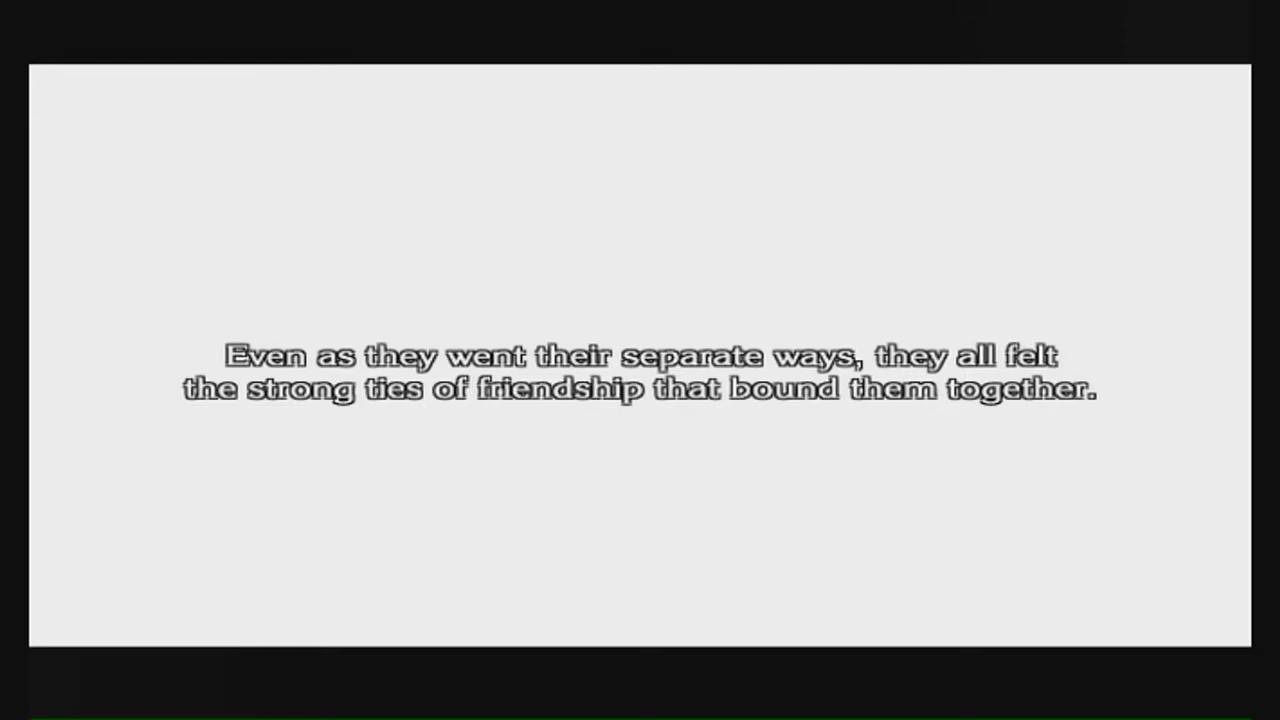 Even as they went their separate ways, they all felt
the strong ties of friendship that bound them together.